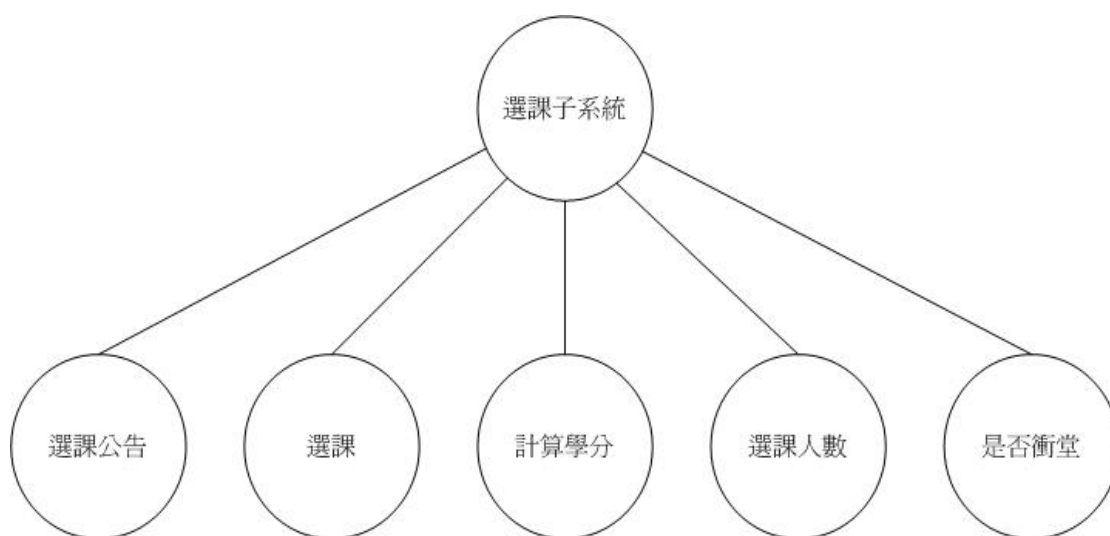 選課子系統
選課公告
選課
計算學分
選課人數
是否衝堂